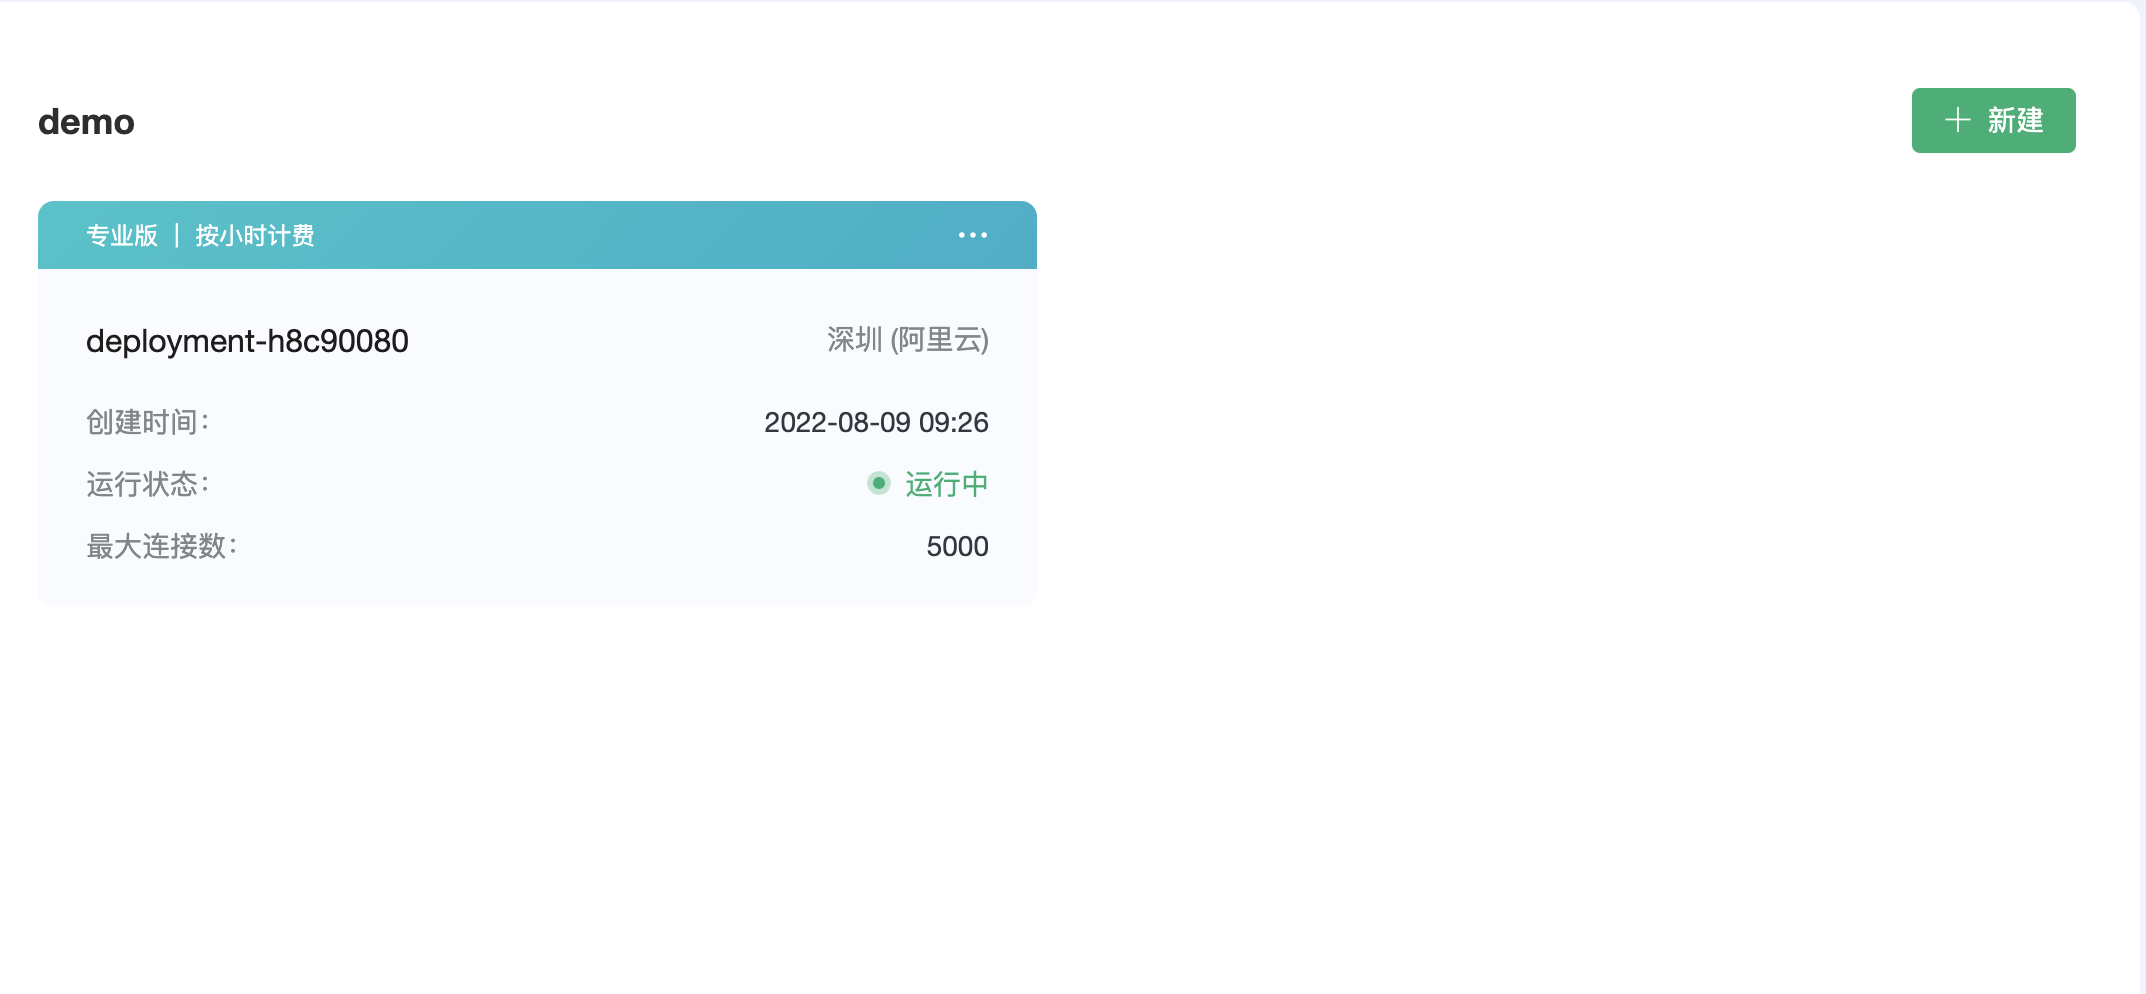 demo
+ 新建
专业版 | 按小时计费 ···
deployment-h8c90080 深圳 (阿里云)
创建时间： 2022-08-09 09:26
运行状态： 运行中
最大连接数： 5000